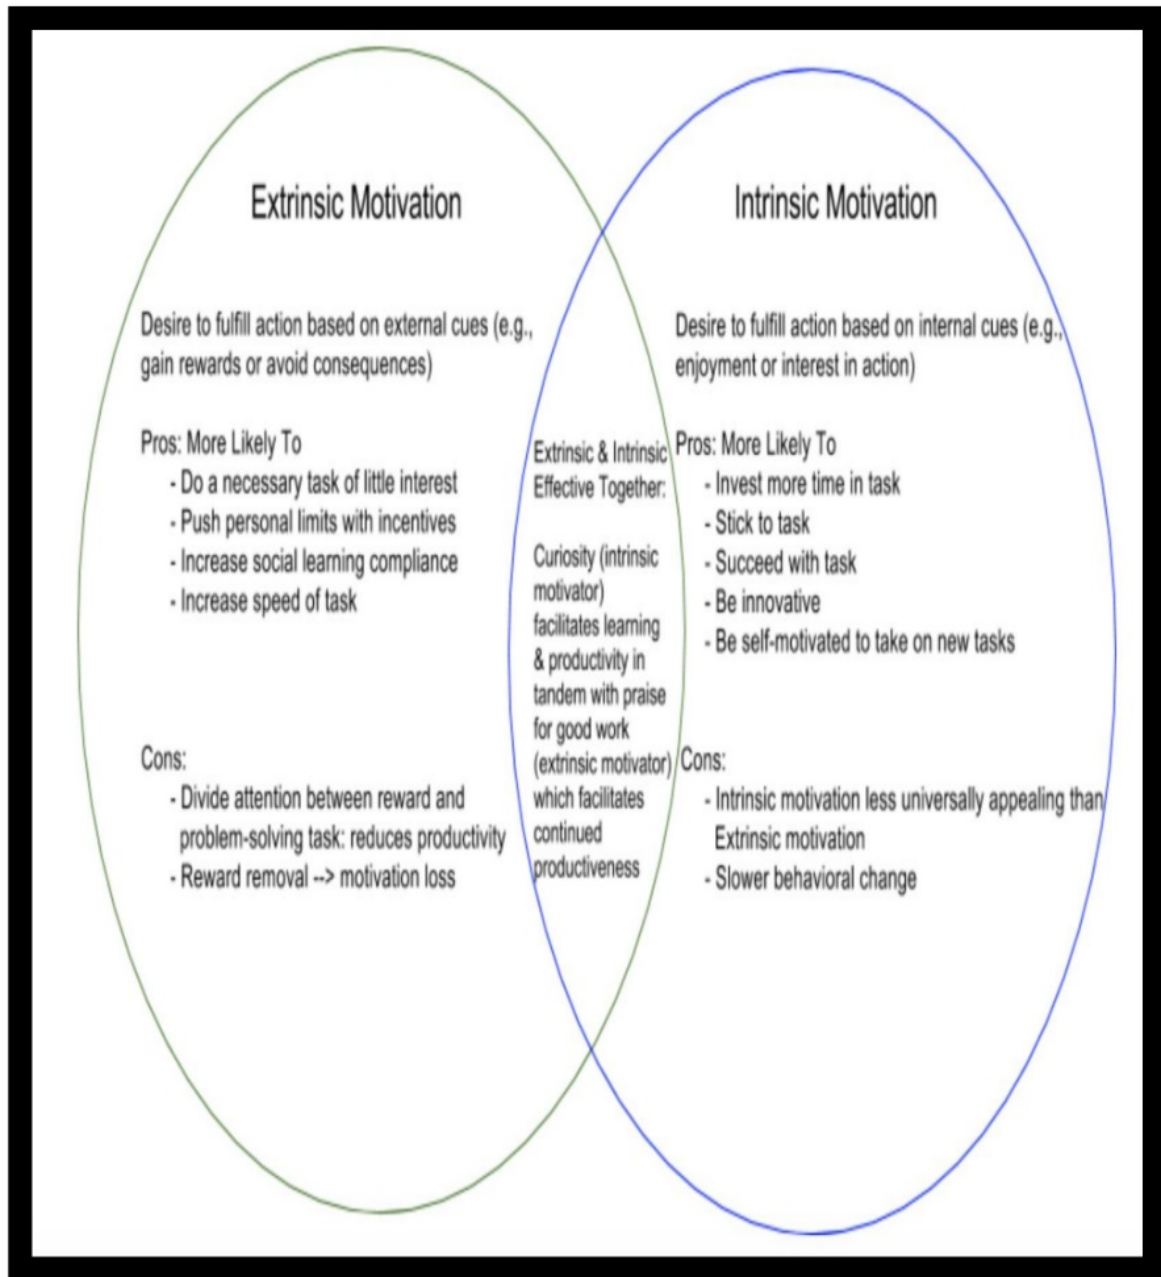 Extrinsic Motivation
Desire to fulfill action based on external cues (e.g.,
gain rewards or avoid consequences)
Pros: More Likely To
- Do a necessary task of little interest
- Push personal limits with incentives
- Increase social learning compliance
- Increase speed of task
Cons:
- Divide attention between reward and
problem-solving task: reduces productivity
- Reward removal --> motivation loss
Extrinsic & Intrinsic
Effective Together:
Curiosity (intrinsic
motivator)
facilitates learning
& productivity in
tandem with praise
for good work
(extrinsic motivator)
which facilitates
continued
productiveness
Intrinsic Motivation
Desire to fulfill action based on internal cues (e.g.,
enjoyment or interest in action)
Pros: More Likely To
- Invest more time in task
- Stick to task
- Succeed with task
- Be innovative
- Be self-motivated to take on new tasks
Cons:
- Intrinsic motivation less universally appealing than
Extrinsic motivation
- Slower behavioral change